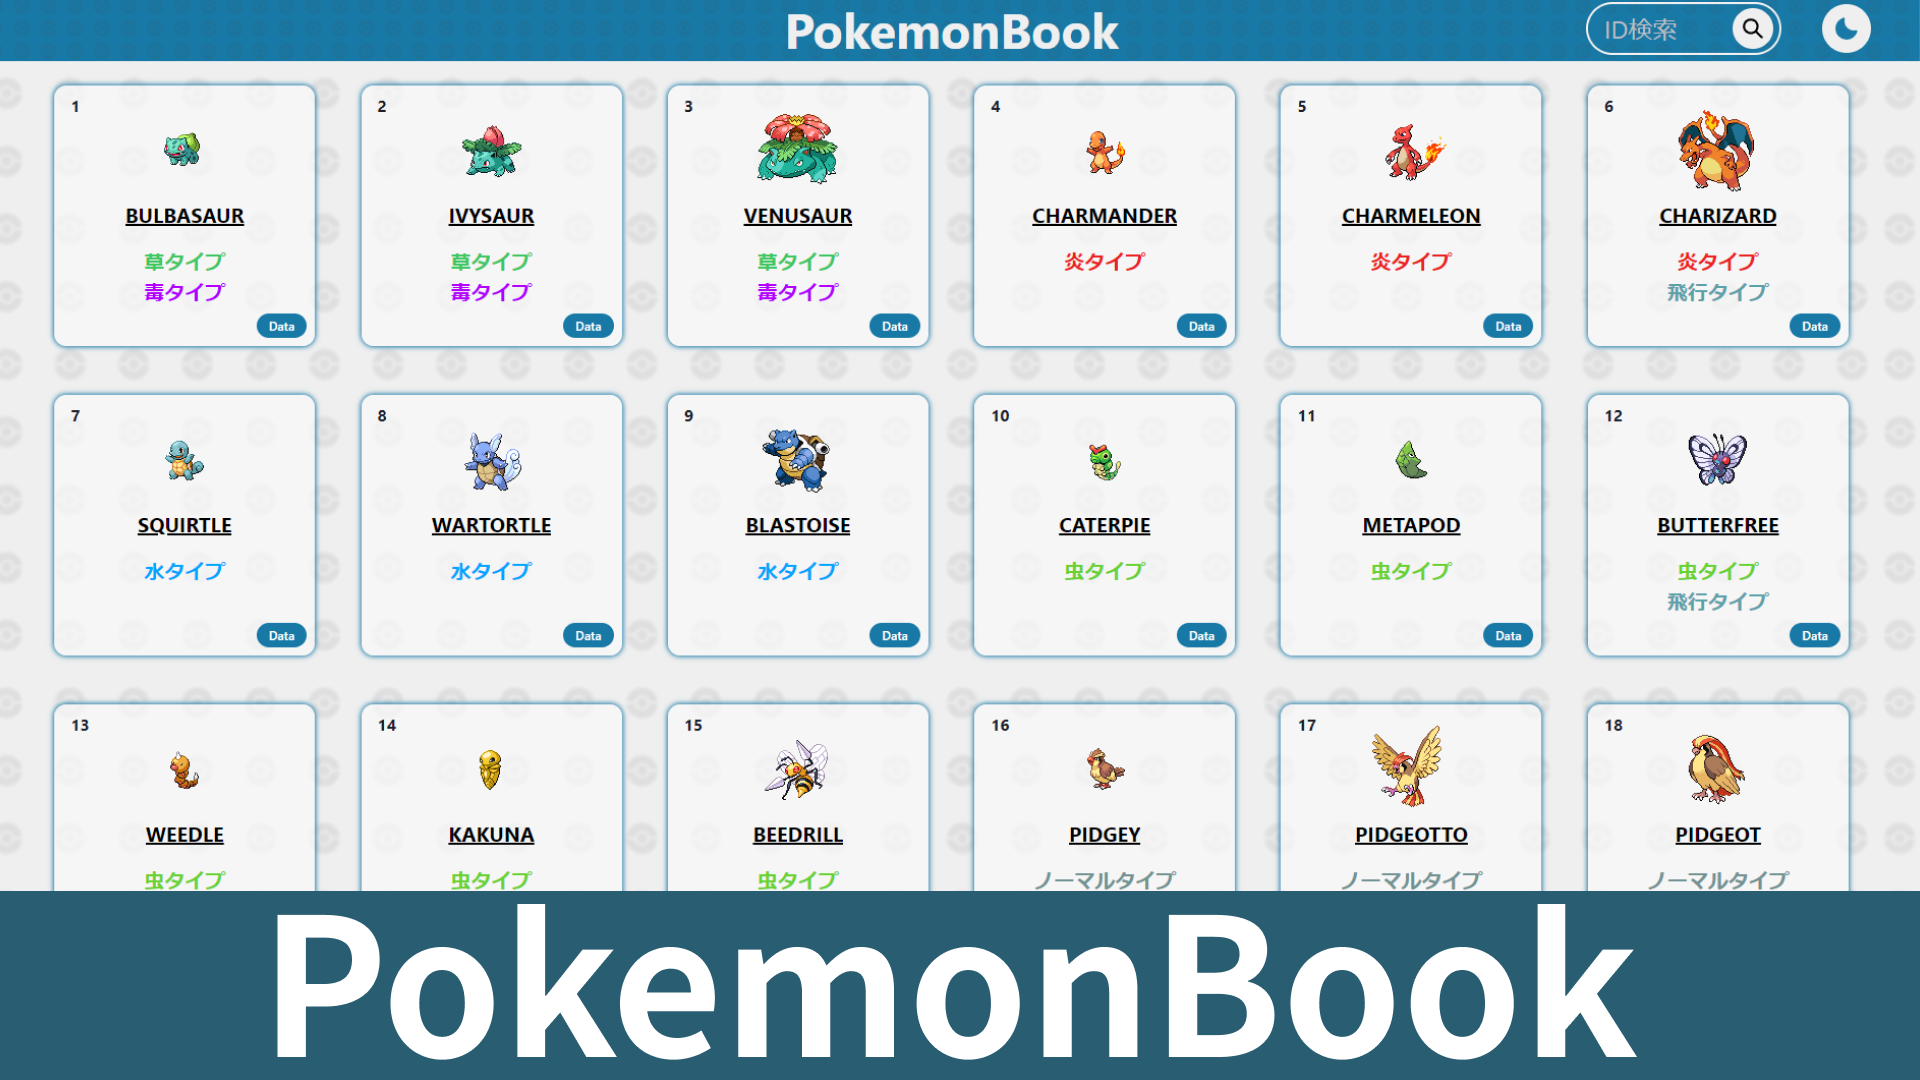 PokemonBook
ID検索
1
BULBASAUR
草タイプ
毒タイプ
Data
2
IVYSAUR
草タイプ
毒タイプ
Data
3
VENUSAUR
草タイプ
毒タイプ
Data
4
CHARMANDER
炎タイプ
Data
5
CHARMELEON
炎タイプ
Data
6
CHARIZARD
炎タイプ
飛行タイプ
Data
7
SQUIRTLE
水タイプ
Data
8
WARTORTLE
水タイプ
Data
9
BLASTOISE
水タイプ
Data
10
CATERPIE
虫タイプ
Data
11
METAPOD
虫タイプ
Data
12
BUTTERFREE
虫タイプ
飛行タイプ
Data
13
WEEDLE
虫タイプ
14
KAKUNA
虫タイプ
15
BEEDRILL
虫タイプ
16
PIDGEY
ノーマルタイプ
17
PIDGEOTTO
ノーマルタイプ
18
PIDGEOT
ノーマルタイプ
PokemonBook